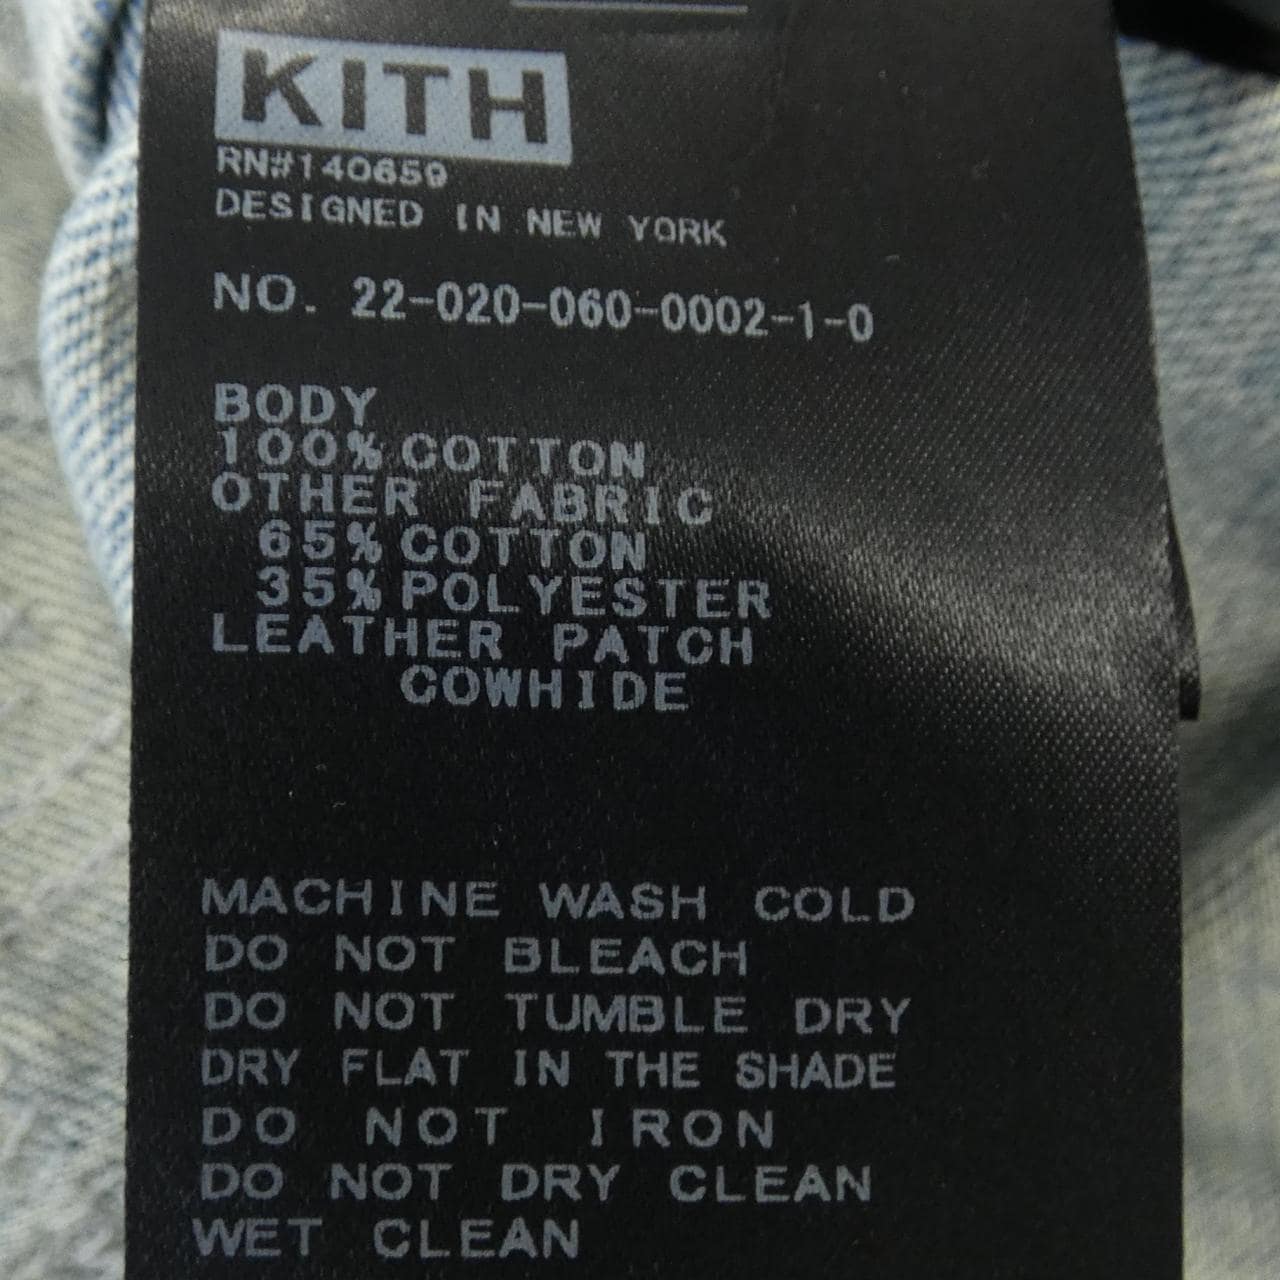 KITH
RN#140659
DESIGNED IN NEW YORK
NO. 22-020-060-0002-1-0
BODY
100% COTTON
OTHER FABRIC
65% COTTON
35% POLYESTER
LEATHER PATCH
COWHIDE
MACHINE WASH COLD
DO NOT BLEACH
DO NOT TUMBLE DRY
DRY FLAT IN THE SHADE
DO NOT IRON
DO NOT DRY CLEAN
WET CLEAN